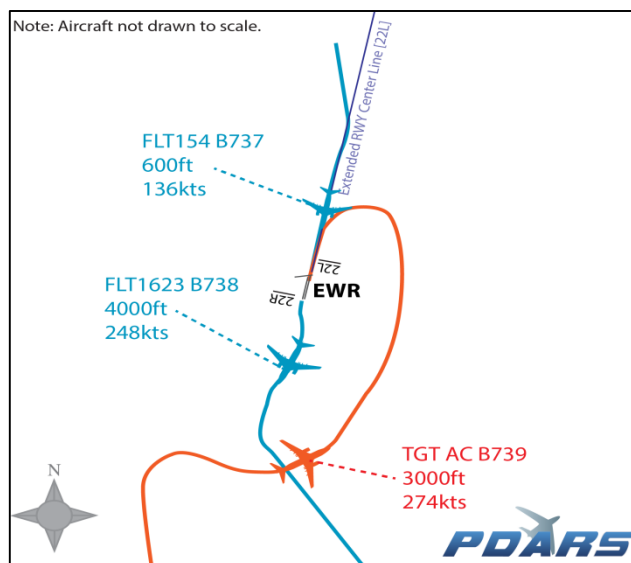 Note: Aircraft not drawn to scale.
Extended RWY Center Line [22L]
FLT154 B737
600ft
136kts
22L
22R
EWR
FLT1623 B738
4000ft
248kts
TGT AC B739
3000ft
274kts
N
PDARS